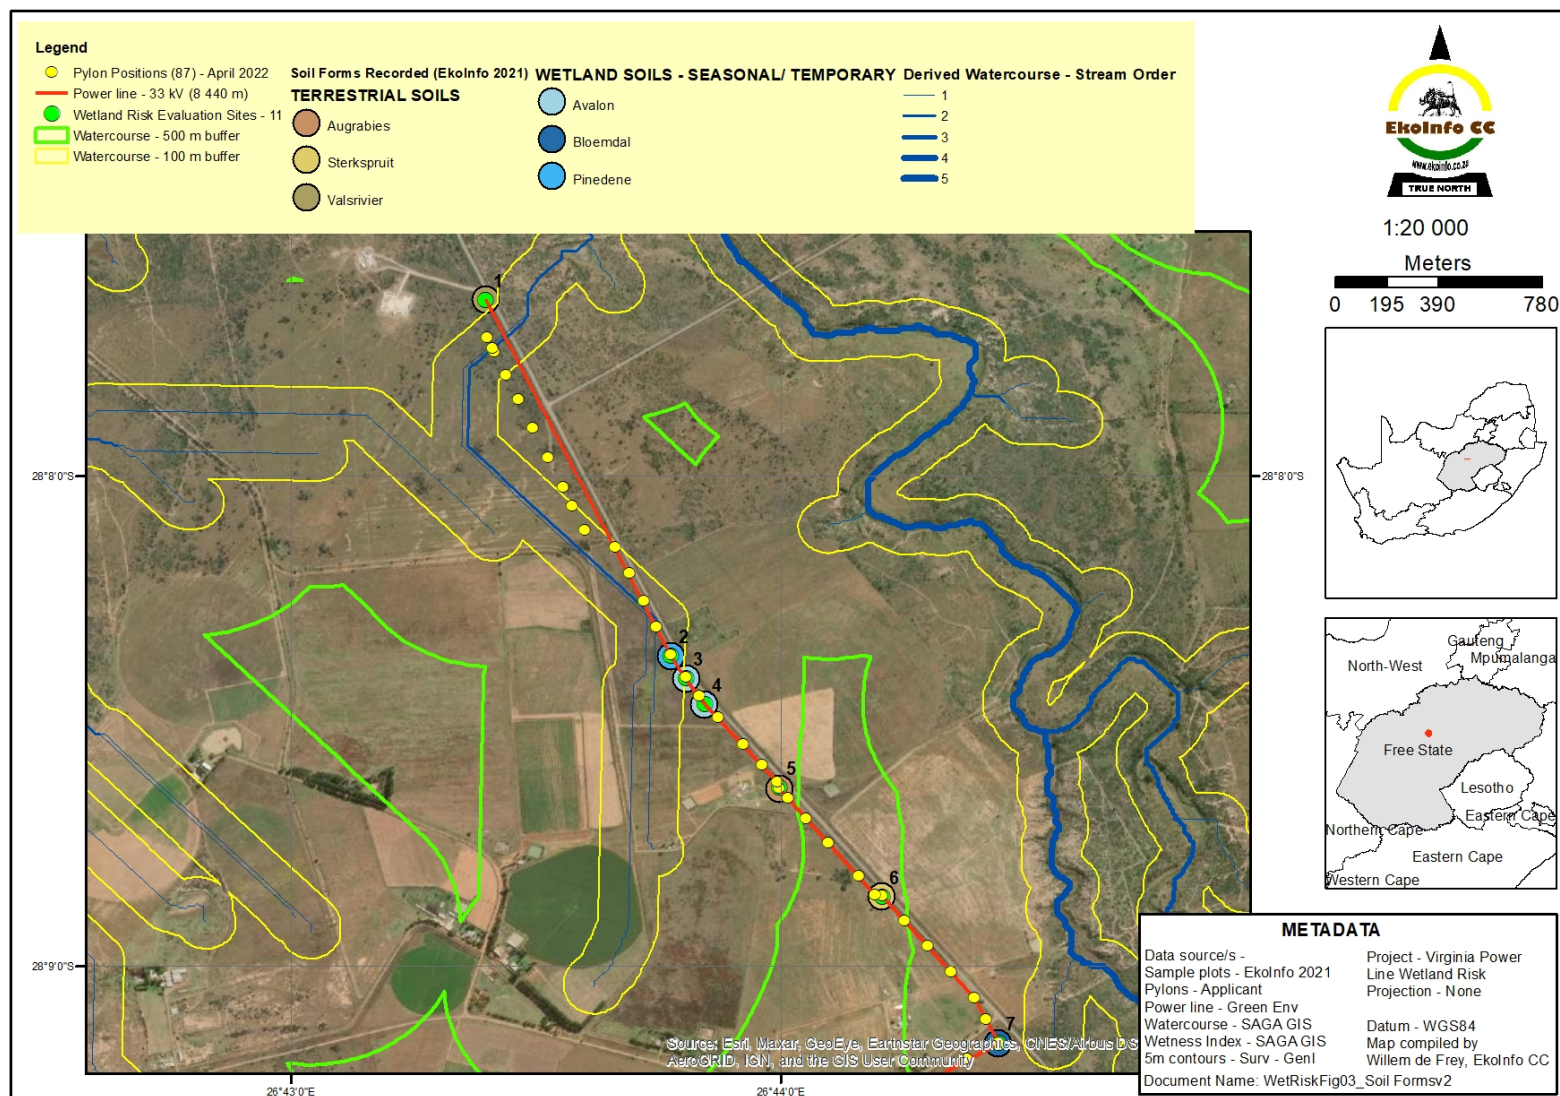 Legend
Pylon Positions (87) - April 2022
Power line - 33 kV (8 440 m)
Wetland Risk Evaluation Sites - 11
Watercourse - 500 m buffer
Watercourse - 100 m buffer
Soil Forms Recorded (EkoInfo 2021)
TERRESTRIAL SOILS
Augrabies
Sterkspruit
Valsrivier
WETLAND SOILS - SEASONAL/ TEMPORARY
Avalon
Bloemdal
Pinedene
Derived Watercourse - Stream Order
1
2
3
4
5
EkoInfo CC
www.ekoinfo.co.za
TRUE NORTH
1:20 000
Meters
0 195 390 780
1
2
3
4
5
6
7
28°8'0"S
28°8'0"S
28°9'0"S
26°43'0"E
26°44'0"E
Source: Esri, Maxar, GeoEye, Earthstar Geographics, CNES/Airbus DS
AeroGRID, IGN, and the GIS User Community
Gauteng
North-West
Mpumalanga
Free State
Lesotho
Eastern Cape
Northern Cape
Eastern Cape
Western Cape
METADATA
Data source/s -
Sample plots - EkoInfo 2021
Pylons - Applicant
Power line - Green Env
Watercourse - SAGA GIS
Wetness Index - SAGA GIS
5m contours - Surv - Genl
Project - Virginia Power
Line Wetland Risk
Projection - None
Datum - WGS84
Map compiled by
Willem de Frey, EkoInfo CC
Document Name: WetRiskFig03_Soil Formsv2